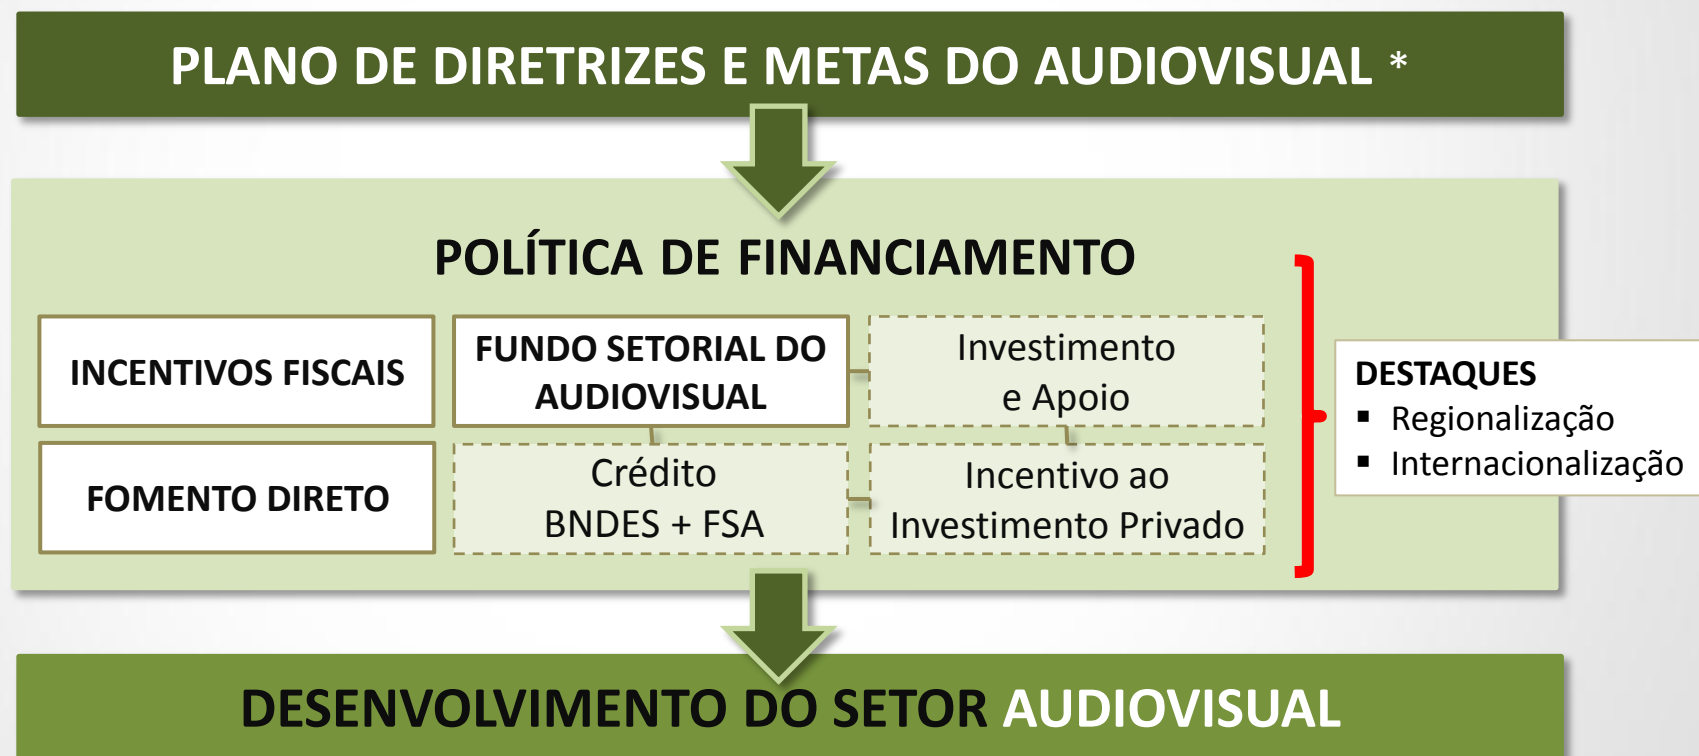 PLANO DE DIRETRIZES E METAS DO AUDIOVISUAL *
POLÍTICA DE FINANCIAMENTO
INCENTIVOS FISCAIS
FUNDO SETORIAL DO
AUDIOVISUAL
Investimento
e Apoio
FOMENTO DIRETO
Crédito
BNDES + FSA
Incentivo ao
Investimento Privado
DESTAQUES
▪ Regionalização
▪ Internacionalização
DESENVOLVIMENTO DO SETOR AUDIOVISUAL